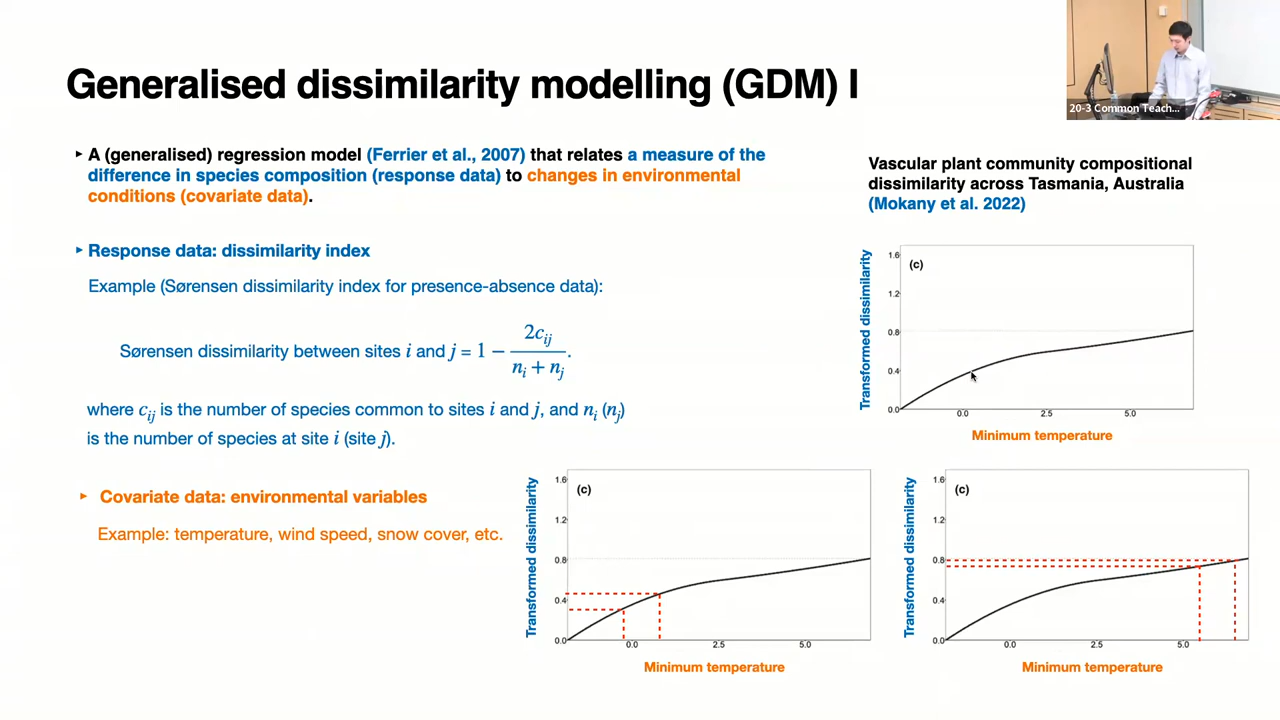 Generalised dissimilarity modelling (GDM) I
20-3 Common Teach...
‣ A (generalised) regression model (Ferrier et al., 2007) that relates a measure of the
difference in species composition (response data) to changes in environmental
conditions (covariate data).
‣ Response data: dissimilarity index
Example (Sørensen dissimilarity index for presence-absence data):
Sørensen dissimilarity between sites i and j = 1 − 2c_ij / (n_i + n_j).
where c_ij is the number of species common to sites i and j, and n_i (n_j)
is the number of species at site i (site j).
‣ Covariate data: environmental variables
Example: temperature, wind speed, snow cover, etc.
Vascular plant community compositional
dissimilarity across Tasmania, Australia
(Mokany et al. 2022)
Transformed dissimilarity
(c)
1.6
1.2
0.8
0.4
0.0
0.0 2.5 5.0
Minimum temperature
Transformed dissimilarity
(c)
1.6
1.2
0.8
0.4
0.0
0.0 2.5 5.0
Minimum temperature
Transformed dissimilarity
(c)
1.6
1.2
0.8
0.4
0.0
0.0 2.5 5.0
Minimum temperature